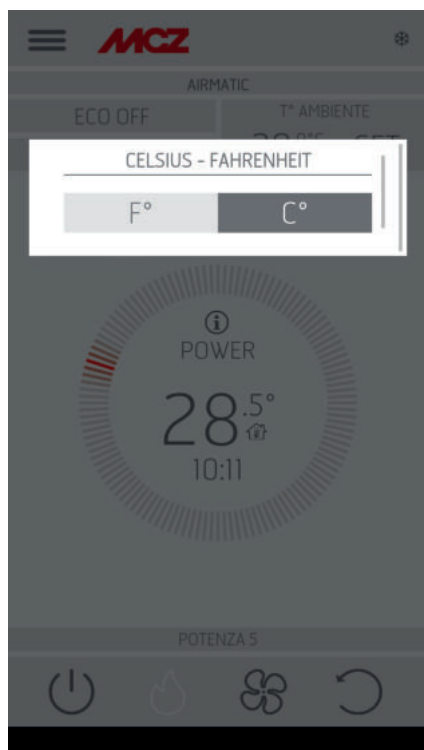 MCZ
AIRMATIC
ECO OFF
T° AMBIENTE
CELSIUS - FAHRENHEIT
F°
C°
POWER
28.5°
10:11
POTENZA 5